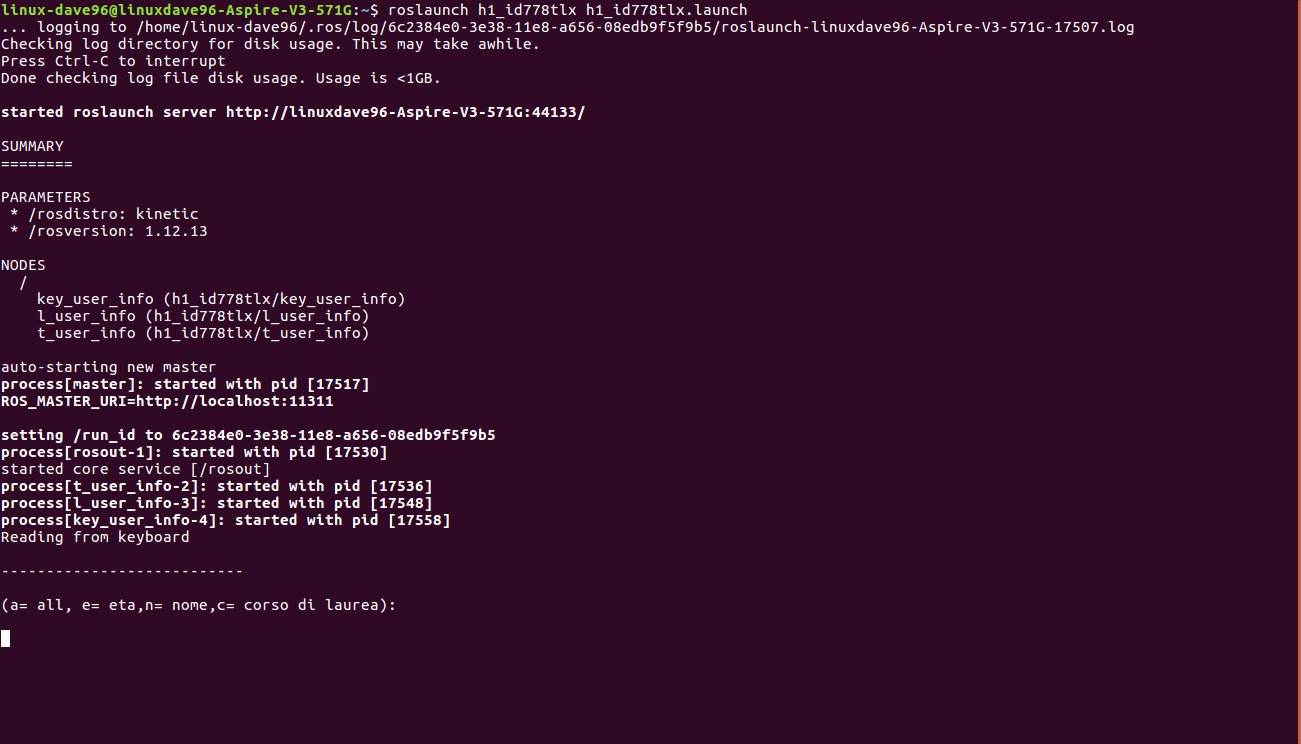 linux-dave96@linuxdave96-Aspire-V3-571G:~$ roslaunch h1_id778tlx h1_id778tlx.launch
... logging to /home/linux-dave96/.ros/log/6c2384e0-3e38-11e8-a656-08edb9f5f9b5/roslaunch-linuxdave96-Aspire-V3-571G-17507.log
Checking log directory for disk usage. This may take awhile.
Press Ctrl-C to interrupt
Done checking log file disk usage. Usage is <1GB.

started roslaunch server http://linuxdave96-Aspire-V3-571G:44133/

SUMMARY
========

PARAMETERS
 * /rosdistro: kinetic
 * /rosversion: 1.12.13

NODES
  /
    key_user_info (h1_id778tlx/key_user_info)
    l_user_info (h1_id778tlx/l_user_info)
    t_user_info (h1_id778tlx/t_user_info)

auto-starting new master
process[master]: started with pid [17517]
ROS_MASTER_URI=http://localhost:11311

setting /run_id to 6c2384e0-3e38-11e8-a656-08edb9f5f9b5
process[rosout-1]: started with pid [17530]
started core service [/rosout]
process[t_user_info-2]: started with pid [17536]
process[l_user_info-3]: started with pid [17548]
process[key_user_info-4]: started with pid [17558]
Reading from keyboard

---------------------------

(a= all, e= eta,n= nome,c= corso di laurea):